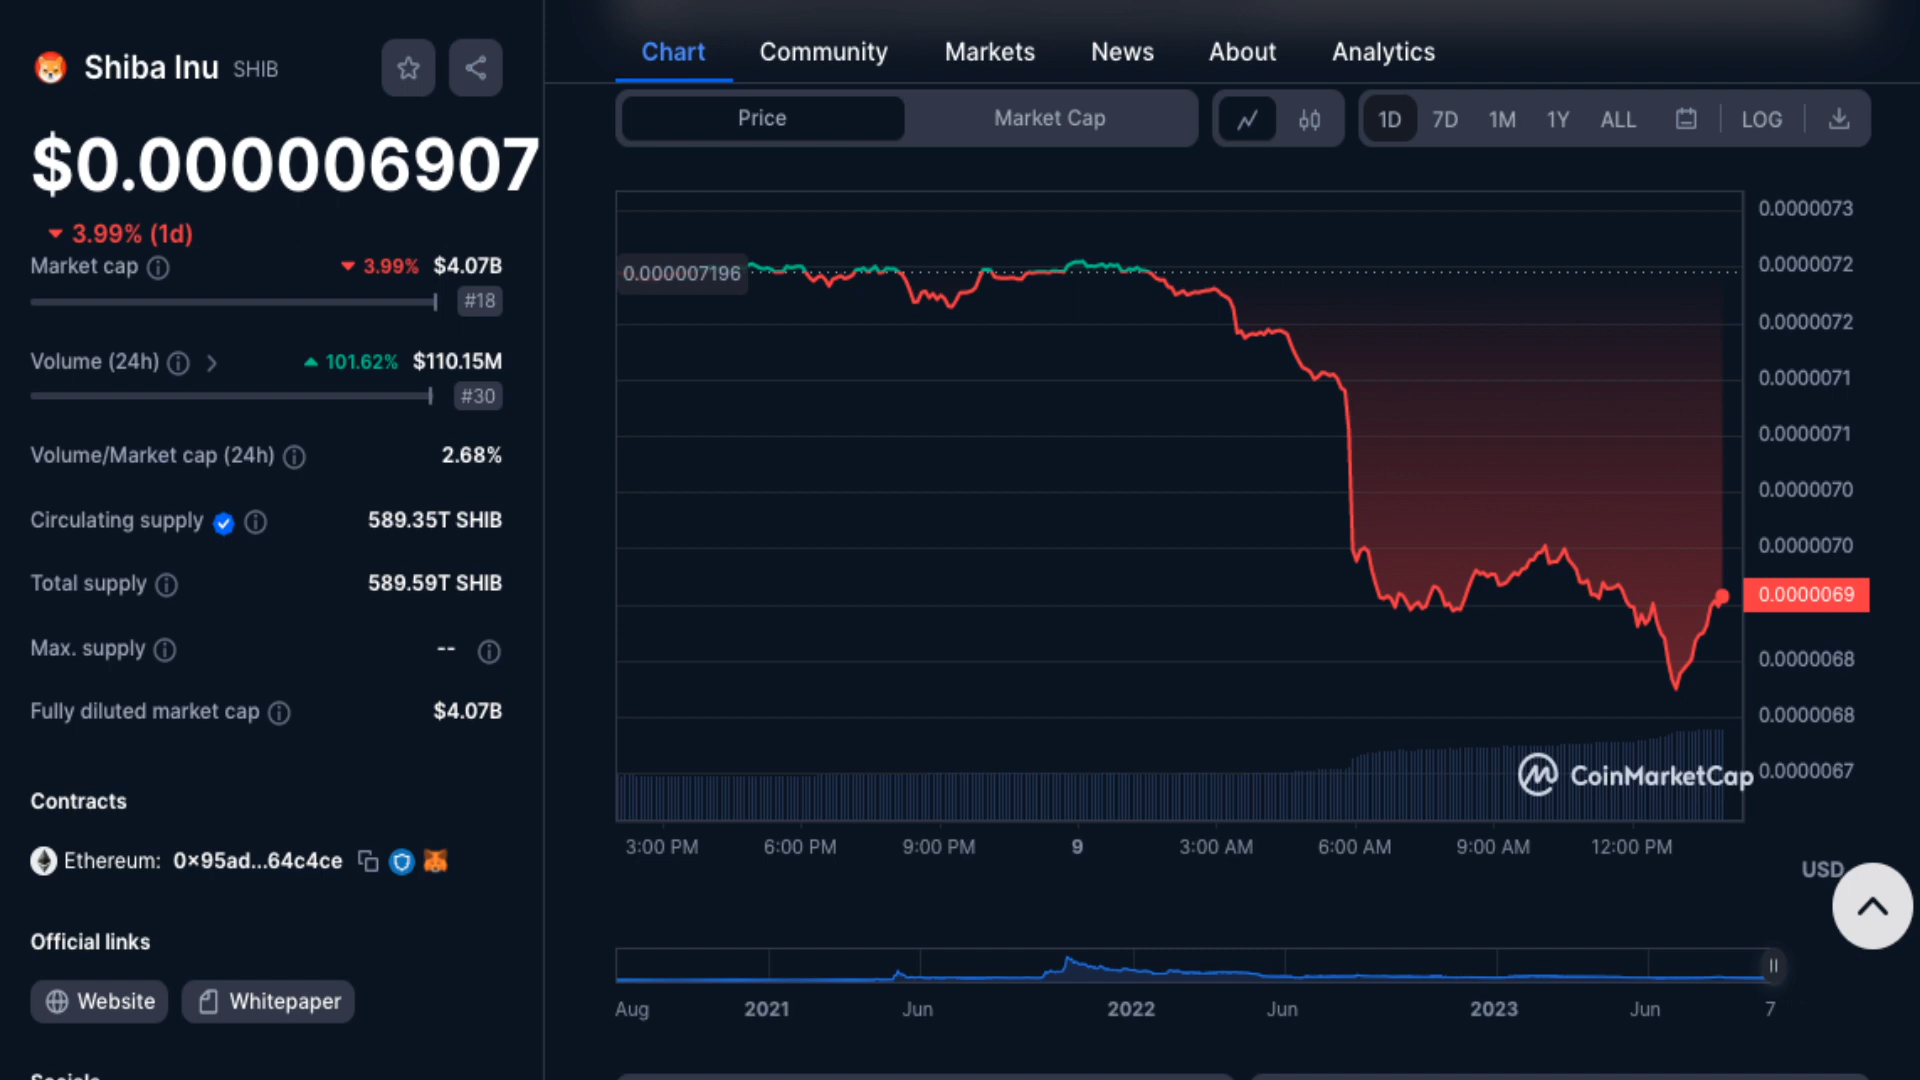 Shiba Inu SHIB
$0.000006907
3.99% (1d)
Market cap 3.99% $4.07B
#18
Volume (24h) 101.62% $110.15M
#30
Volume/Market cap (24h) 2.68%
Circulating supply 589.35T SHIB
Total supply 589.59T SHIB
Max. supply --
Fully diluted market cap $4.07B
Contracts
Ethereum: 0x95ad...64c4ce
Official links
Website Whitepaper
Socials
Chart Community Markets News About Analytics
Price Market Cap 1D 7D 1M 1Y ALL LOG
0.0000073
0.000007196
0.0000072
0.0000072
0.0000071
0.0000071
0.0000070
0.0000070
0.0000069
0.0000068
0.0000068
0.0000067
CoinMarketCap
3:00 PM 6:00 PM 9:00 PM 9 3:00 AM 6:00 AM 9:00 AM 12:00 PM
USD
Aug 2021 Jun 2022 Jun 2023 Jun 7